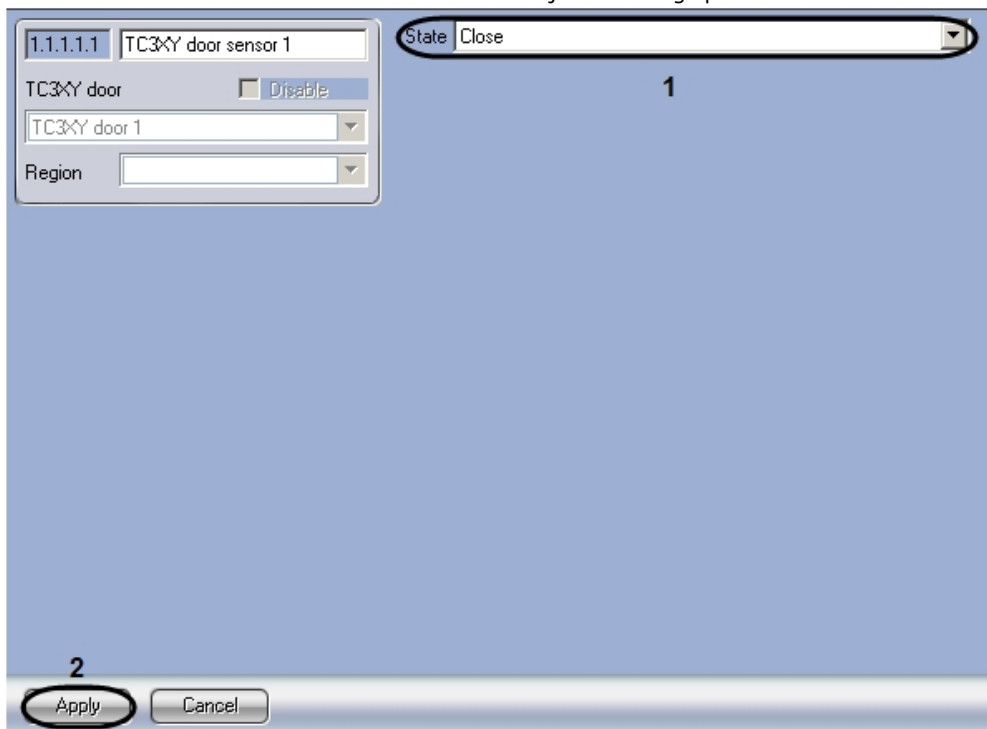 1.1.1.1.1 TC3XY door sensor 1
State Close
1
TC3XY door Disable
TC3XY door 1
Region
2
Apply Cancel